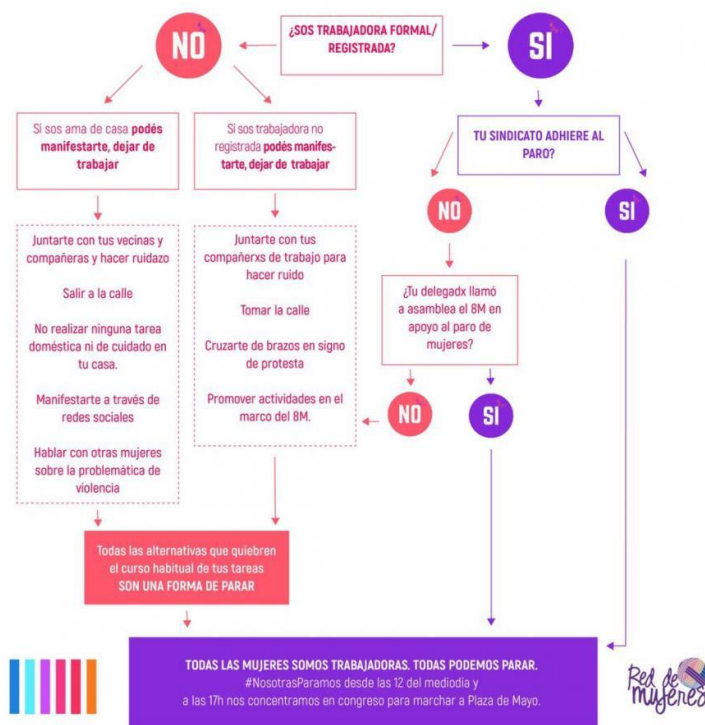 ¿SOS TRABAJADORA FORMAL/
REGISTRADA?
NO
SI
Si sos ama de casa podés
manifestarte, dejar de
trabajar
Si sos trabajadora no
registrada podés manifes-
tarte, dejar de trabajar
TU SINDICATO ADHIERE AL
PARO?
NO
SI
Juntarte con tus vecinas y
compañeras y hacer ruidazo
Salir a la calle
No realizar ninguna tarea
doméstica ni de cuidado en
tu casa.
Manifestarte a través de
redes sociales
Hablar con otras mujeres
sobre la problemática de
violencia
Juntarte con tus
compañerxs de trabajo para
hacer ruido
Tomar la calle
Cruzarte de brazos en signo
de protesta
Promover actividades en el
marco del 8M.
¿Tu delegadx llamó
a asamblea el 8M en
apoyo al paro de
mujeres?
NO
SI
Todas las alternativas que quiebren
el curso habitual de tus tareas
SON UNA FORMA DE PARAR
TODAS LAS MUJERES SOMOS TRABAJADORAS. TODAS PODEMOS PARAR.
#NosotrasParamos desde las 12 del mediodia y
a las 17h nos concentramos en congreso para marchar a Plaza de Mayo.
Red de
mujeres